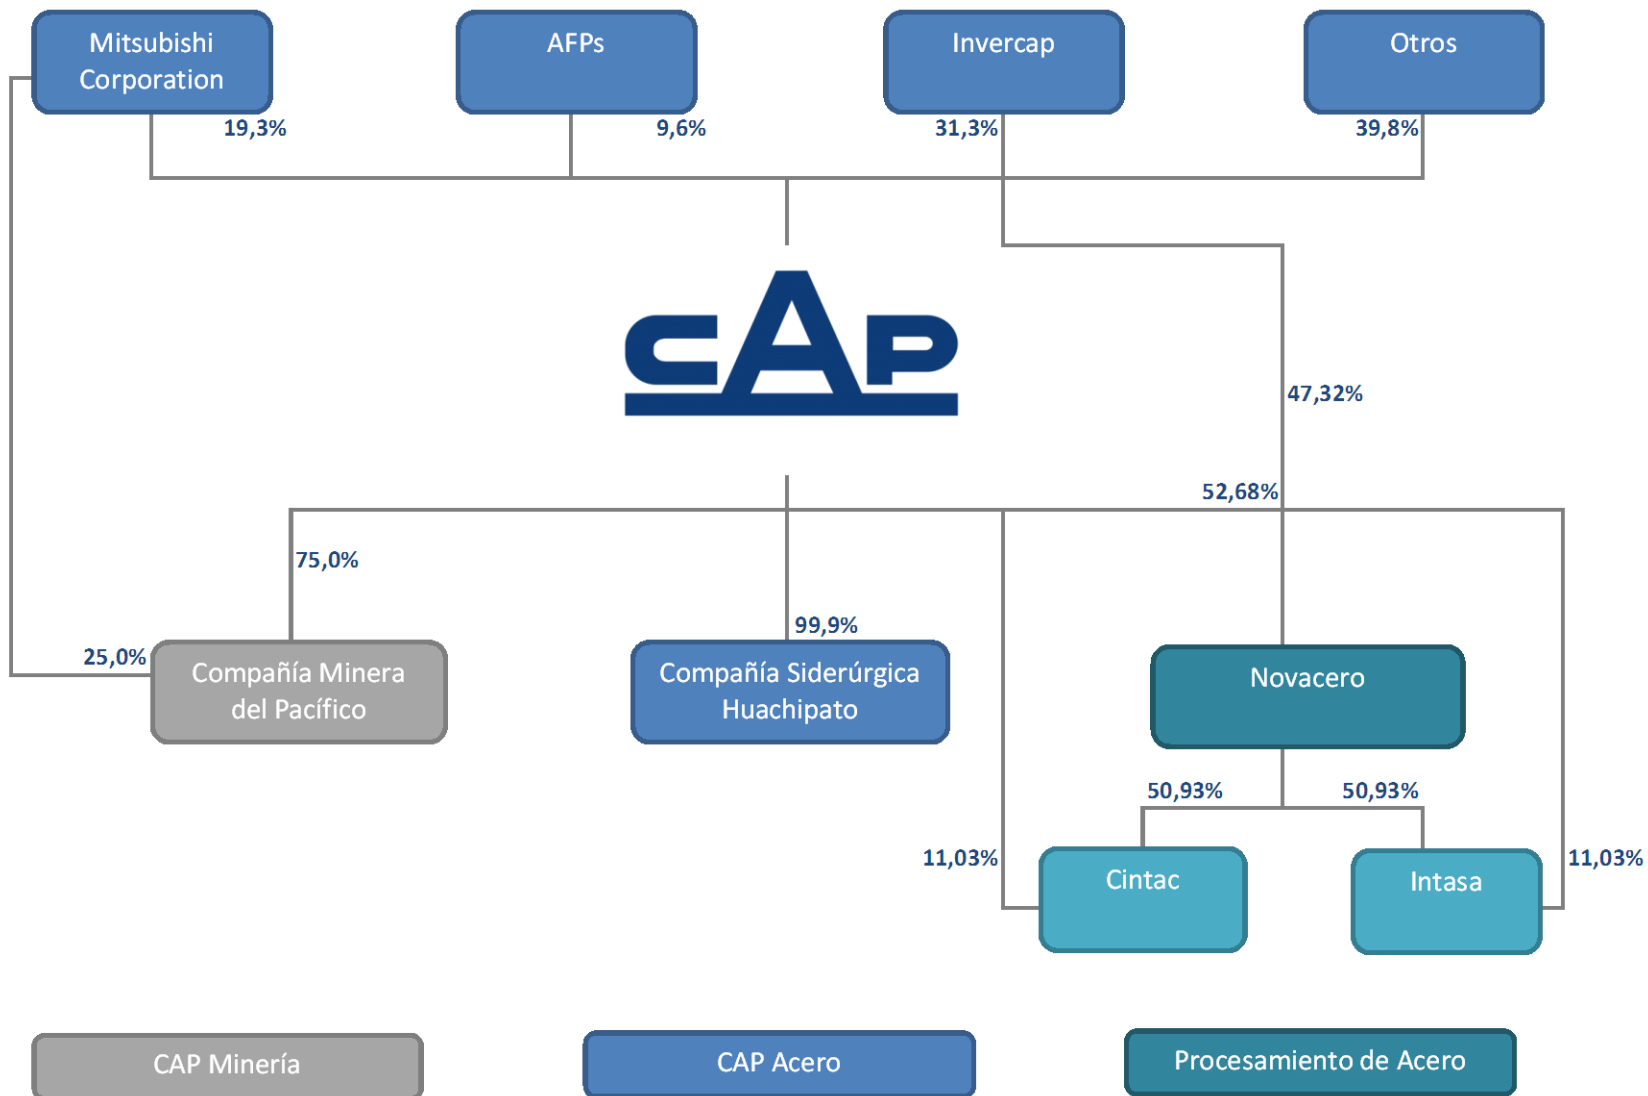 Mitsubishi
Corporation
AFPs
Invercap
Otros
19,3%
9,6%
31,3%
39,8%
CAP
47,32%
52,68%
75,0%
99,9%
25,0%
Compañía Minera
del Pacífico
Compañía Siderúrgica
Huachipato
Novacero
50,93%
50,93%
11,03%
Cintac
Intasa
11,03%
CAP Minería
CAP Acero
Procesamiento de Acero